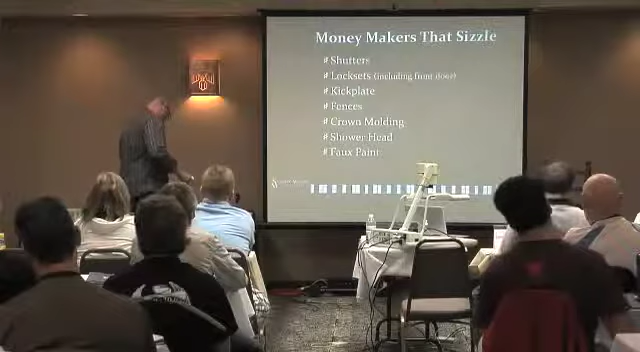 Money Makers That Sizzle
# Shutters
# Locksets (including front door)
# Kickplate
# Fences
# Crown Molding
# Shower Head
# Faux Paint